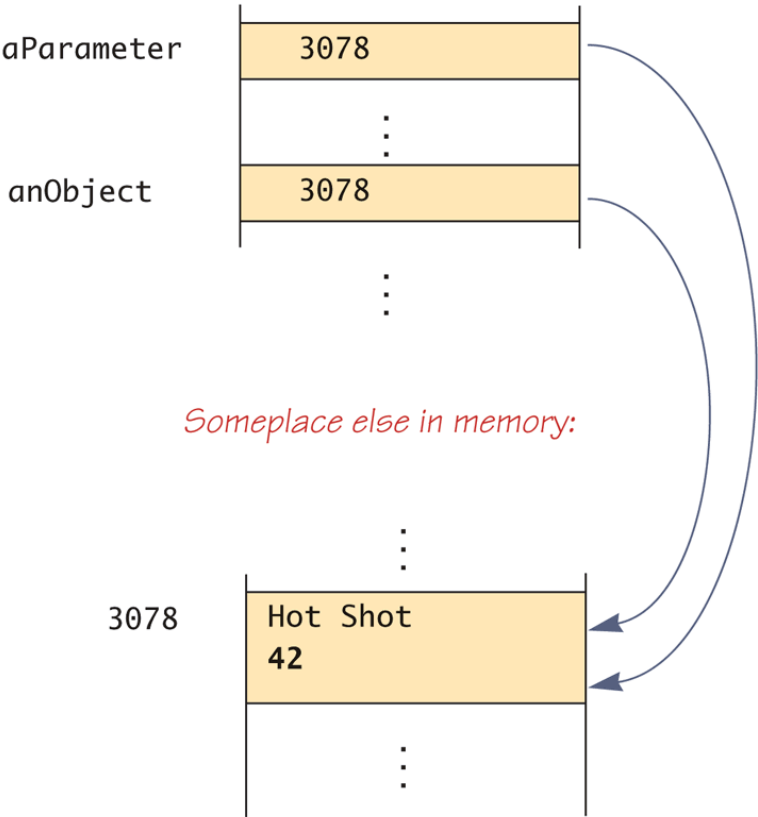 aParameter 3078
anObject 3078
Someplace else in memory:
3078 Hot Shot
42